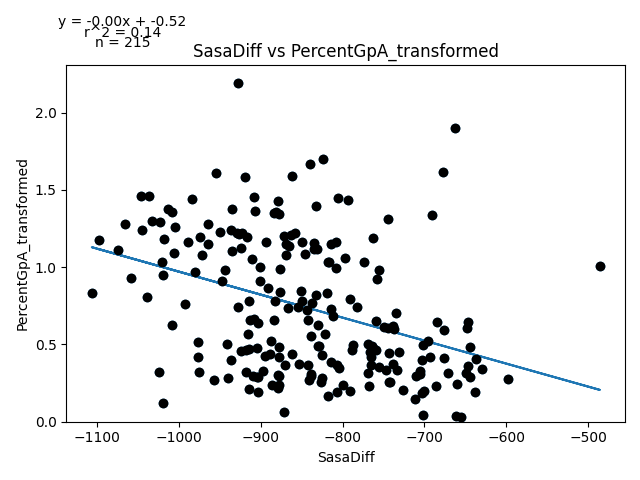 y = -0.00x + -0.52
r^2 = 0.14
n = 215
SasaDiff vs PercentGpA_transformed
PercentGpA_transformed
2.0
1.5
1.0
0.5
0.0
−1100 −1000 −900 −800 −700 −600 −500
SasaDiff